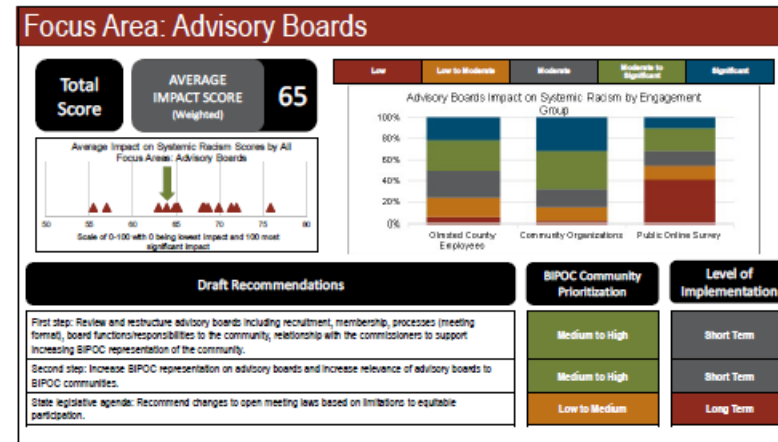 Focus Area: Advisory Boards
Total
Score
AVERAGE
IMPACT SCORE
(Weighted)
65
Low
Low to Moderate
Moderate
Moderate to
Significant
Significant
Average Impact on Systemic Racism Scores by All
Focus Areas: Advisory Boards
50 55 60 65 70 75 80
Scale of 0-100 with 0 being lowest impact and 100 most
significant impact
Advisory Boards Impact on Systemic Racism by Engagement
Group
100%
80%
60%
40%
20%
0%
Olmsted County
Employees
Community Organizations
Public Online Survey
Draft Recommendations
BIPOC Community
Prioritization
Level of
Implementation
First step: Review and restructure advisory boards including recruitment, membership, processes (meeting
format), board functions/responsibilities to the community, relationship with the commissioners to support
increasing BIPOC representation of the community.
Medium to High
Short Term
Second step: Increase BIPOC representation on advisory boards and increase relevance of advisory boards to
BIPOC communities.
Medium to High
Short Term
State legislative agenda: Recommend changes to open meeting laws based on limitations to equitable
participation.
Low to Medium
Long Term